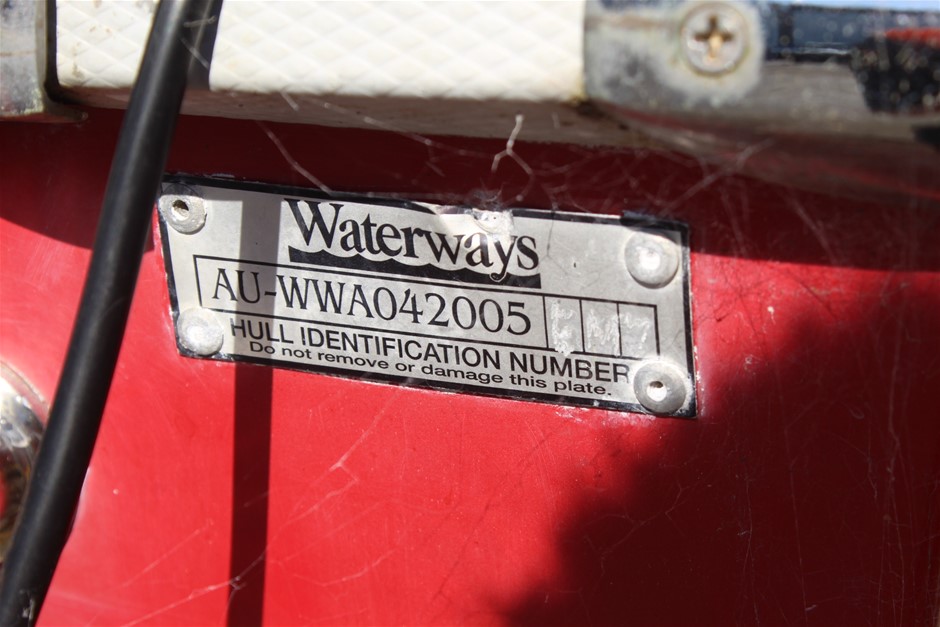 Waterways
AU-WWA042005
HULL IDENTIFICATION NUMBER
Do not remove or damage this plate.